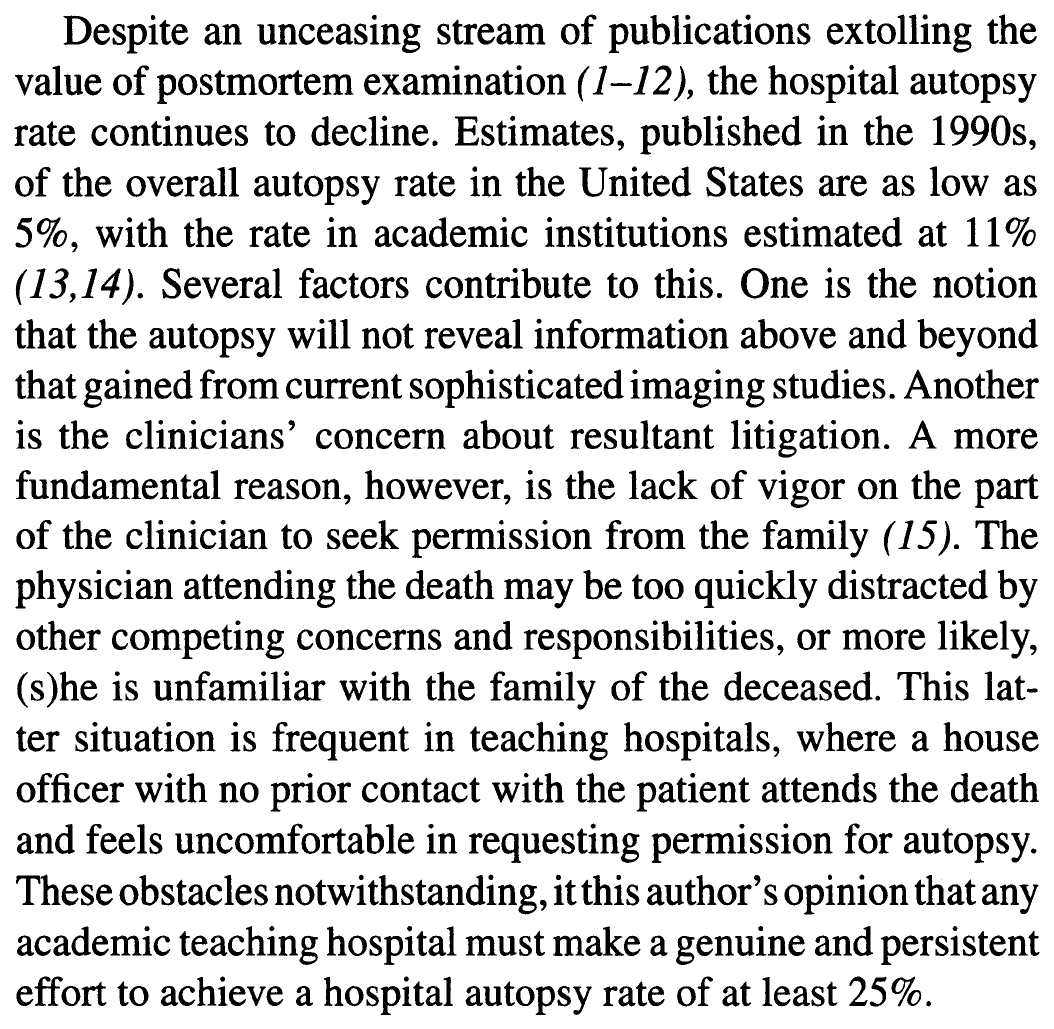 Despite an unceasing stream of publications extolling the
value of postmortem examination (1–12), the hospital autopsy
rate continues to decline. Estimates, published in the 1990s,
of the overall autopsy rate in the United States are as low as
5%, with the rate in academic institutions estimated at 11%
(13,14). Several factors contribute to this. One is the notion
that the autopsy will not reveal information above and beyond
that gained from current sophisticated imaging studies. Another
is the clinicians’ concern about resultant litigation. A more
fundamental reason, however, is the lack of vigor on the part
of the clinician to seek permission from the family (15). The
physician attending the death may be too quickly distracted by
other competing concerns and responsibilities, or more likely,
(s)he is unfamiliar with the family of the deceased. This lat-
ter situation is frequent in teaching hospitals, where a house
officer with no prior contact with the patient attends the death
and feels uncomfortable in requesting permission for autopsy.
These obstacles notwithstanding, it this author’s opinion that any
academic teaching hospital must make a genuine and persistent
effort to achieve a hospital autopsy rate of at least 25%.